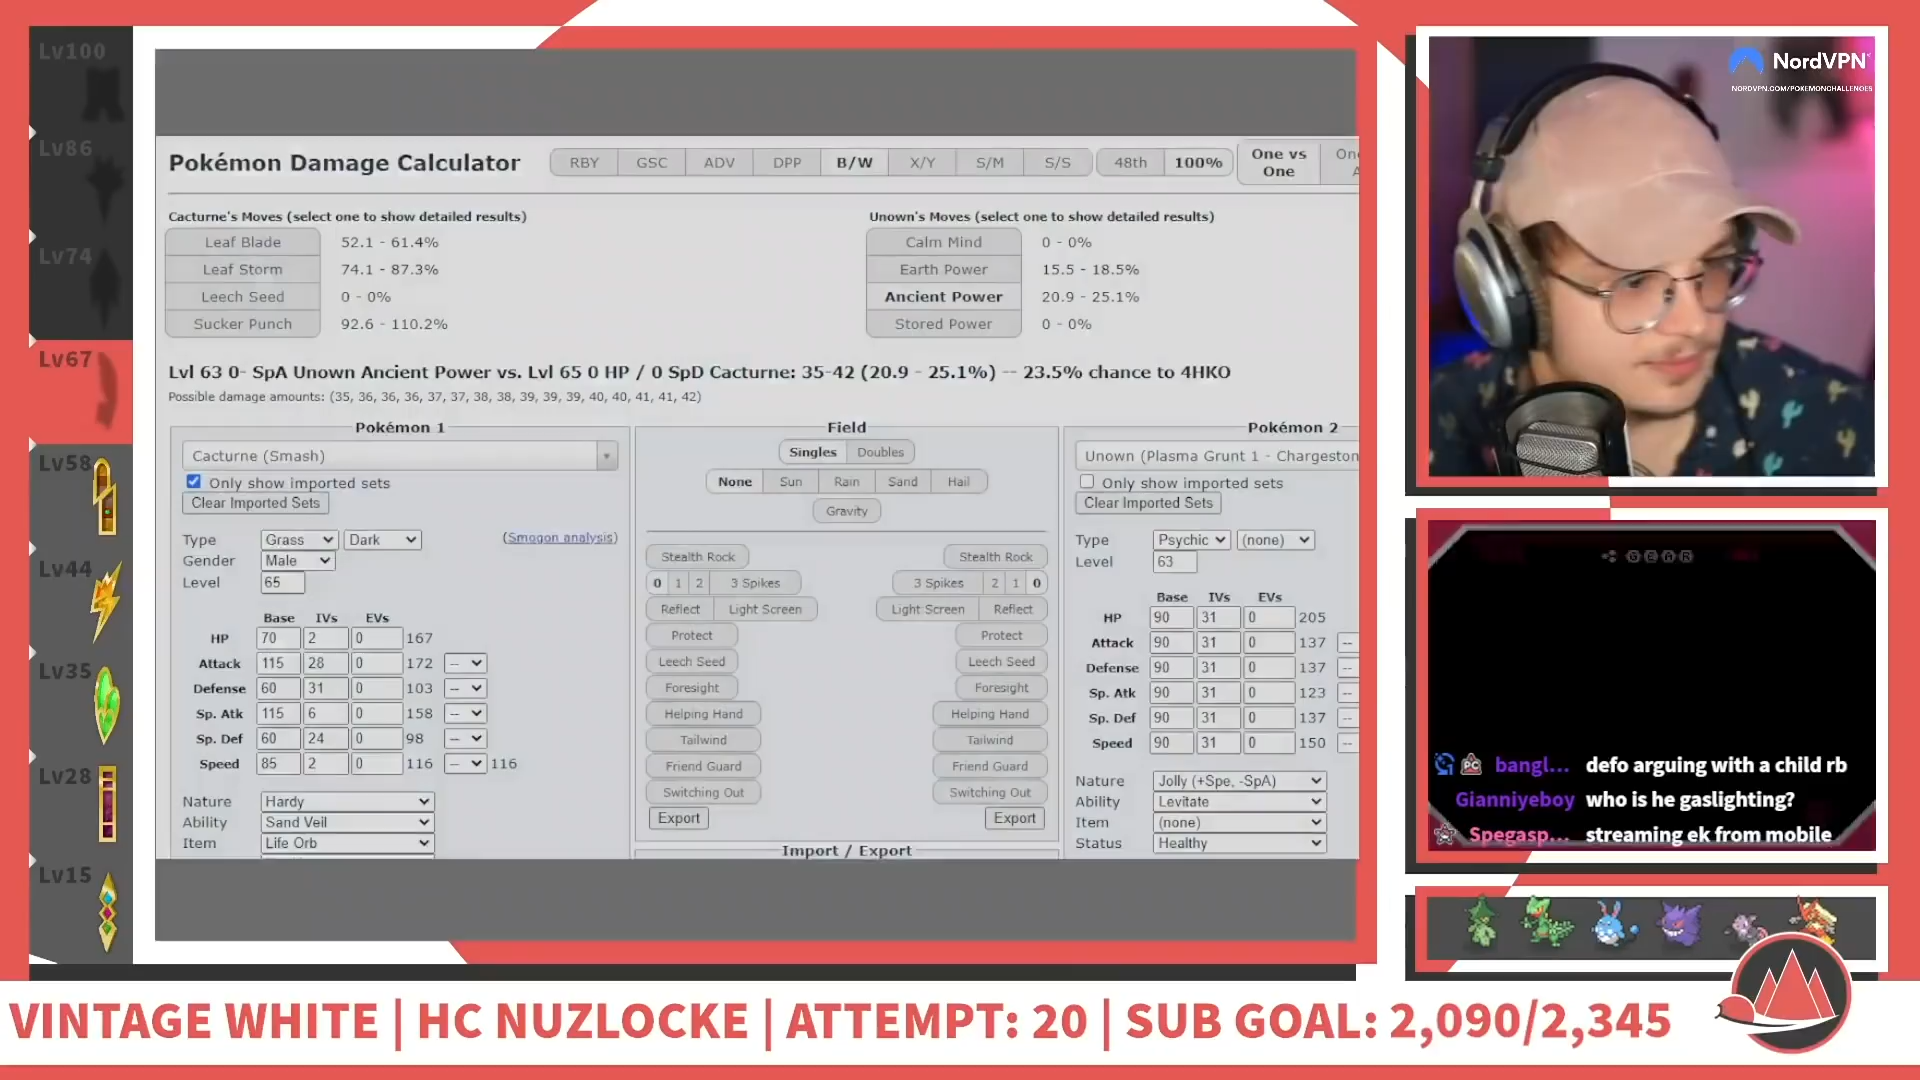 Lv100
Lv86
Lv74
Lv67
Lv58
Lv44
Lv35
Lv28
Lv15
Pokémon Damage Calculator
RBY GSC ADV DPP B/W X/Y S/M S/S
48th 100%
One vs One
Cacturne's Moves (select one to show detailed results)
Leaf Blade 52.1 - 61.4%
Leaf Storm 74.1 - 87.3%
Leech Seed 0 - 0%
Sucker Punch 92.6 - 110.2%
Unown's Moves (select one to show detailed results)
Calm Mind 0 - 0%
Earth Power 15.5 - 18.5%
Ancient Power 20.9 - 25.1%
Stored Power 0 - 0%
Lvl 63 0- SpA Unown Ancient Power vs. Lvl 65 0 HP / 0 SpD Cacturne: 35-42 (20.9 - 25.1%) -- 23.5% chance to 4HKO
Possible damage amounts: (35, 36, 36, 36, 37, 37, 38, 38, 39, 39, 39, 40, 40, 41, 41, 42)
Pokémon 1
Cacturne (Smash)
Only show imported sets
Clear Imported Sets
Type Grass Dark (Smogon analysis)
Gender Male
Level 65
Base IVs EVs
HP 70 2 0 167
Attack 115 28 0 172 --
Defense 60 31 0 103 --
Sp. Atk 115 6 0 158 --
Sp. Def 60 24 0 98 --
Speed 85 2 0 116 -- 116
Nature Hardy
Ability Sand Veil
Item Life Orb
Field
Singles Doubles
None Sun Rain Sand Hail
Gravity
Stealth Rock Stealth Rock
0 1 2 3 Spikes 3 Spikes 2 1 0
Reflect Light Screen Light Screen Reflect
Protect Protect
Leech Seed Leech Seed
Foresight Foresight
Helping Hand Helping Hand
Tailwind Tailwind
Friend Guard Friend Guard
Switching Out Switching Out
Export Export
Import / Export
Pokémon 2
Unown (Plasma Grunt 1 - Chargeston
Only show imported sets
Clear Imported Sets
Type Psychic (none)
Level 63
Base IVs EVs
HP 90 31 0 205
Attack 90 31 0 137 --
Defense 90 31 0 137 --
Sp. Atk 90 31 0 123 --
Sp. Def 90 31 0 137 --
Speed 90 31 0 150 --
Nature Jolly (+Spe, -SpA)
Ability Levitate
Item (none)
Status Healthy
NordVPN
NORDVPN.COM/POKEMONCHALLENGES
GEAR
bangl... defo arguing with a child rb
Gianniyeboy who is he gaslighting?
Spegasp... streaming ek from mobile
VINTAGE WHITE | HC NUZLOCKE | ATTEMPT: 20 | SUB GOAL: 2,090/2,345